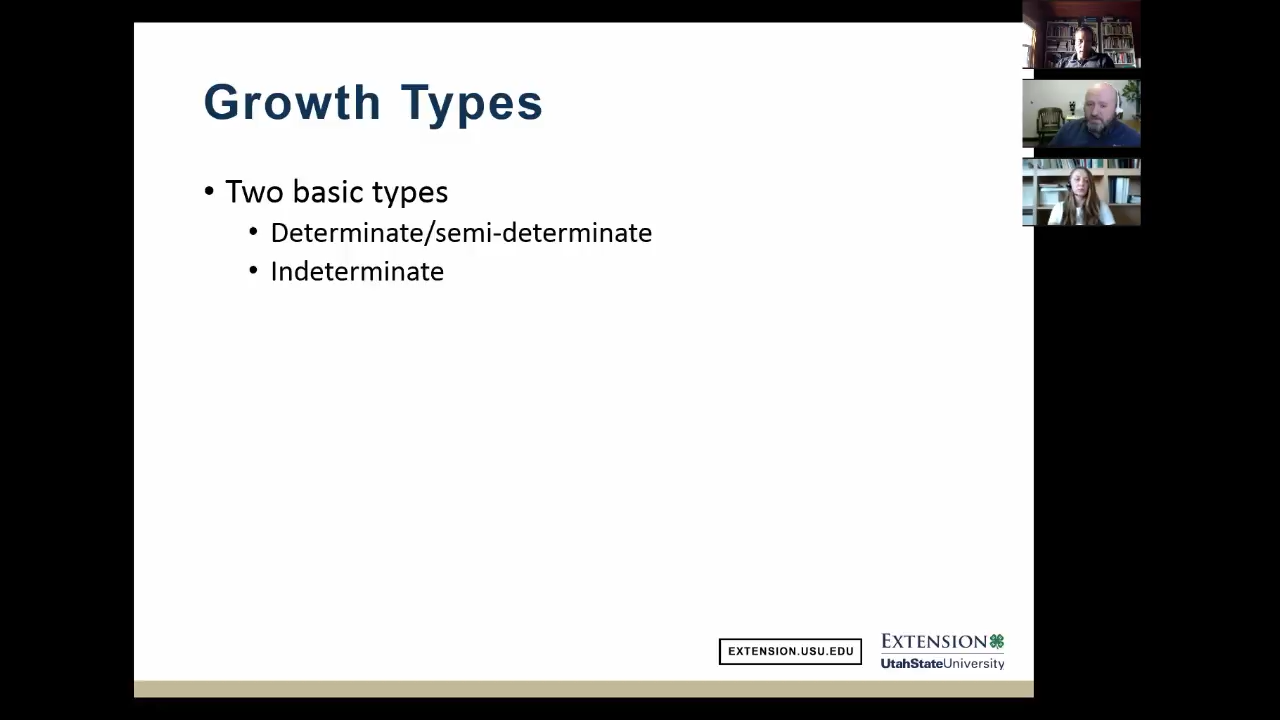 Growth Types
• Two basic types
• Determinate/semi-determinate
• Indeterminate
EXTENSION.USU.EDU
EXTENSION
UtahStateUniversity